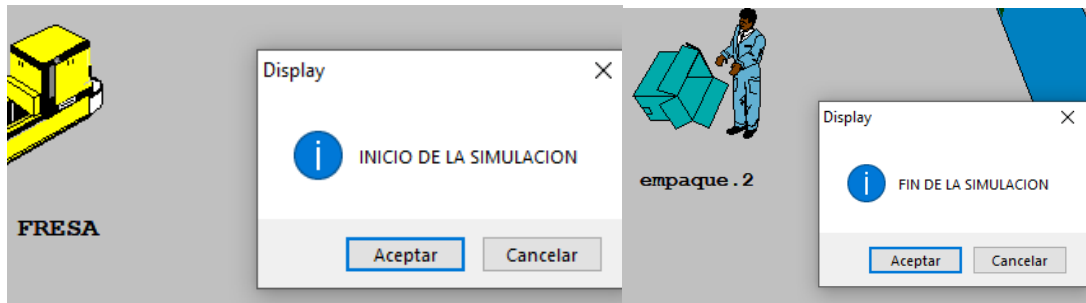 Display
INICIO DE LA SIMULACION
FRESA
Aceptar
Cancelar
empaque.2
Display
FIN DE LA SIMULACION
Aceptar
Cancelar